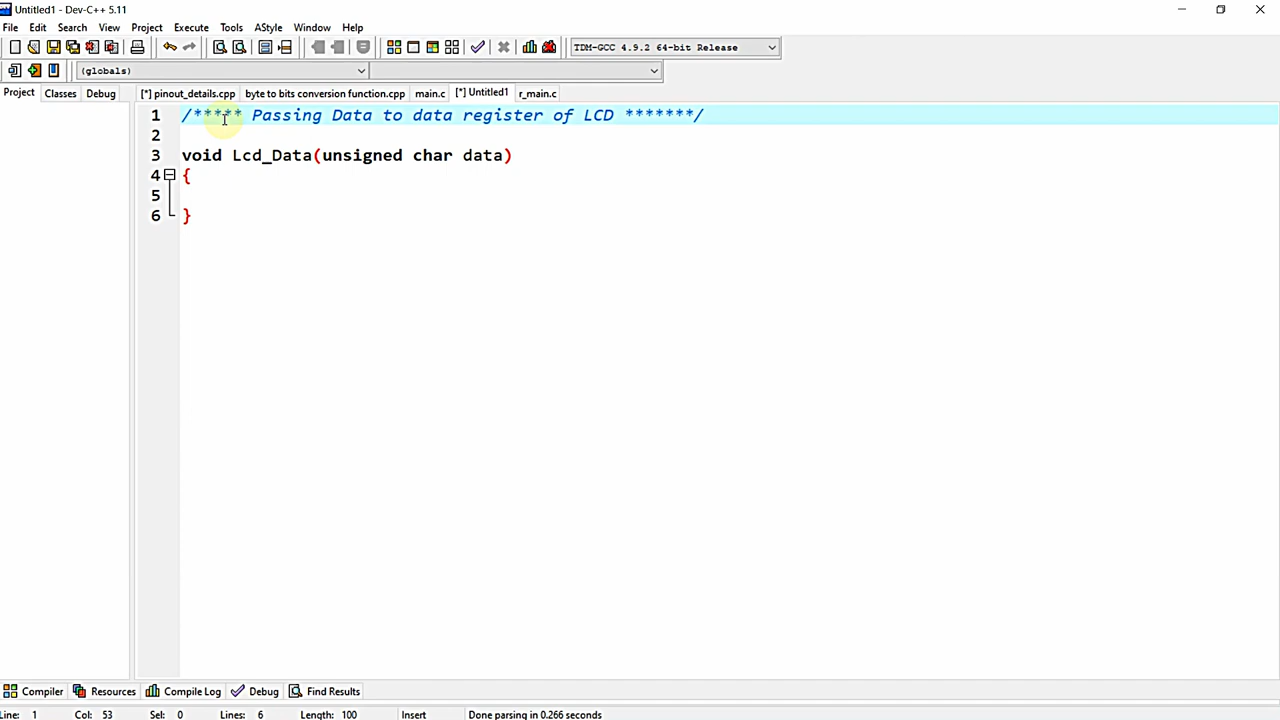 Untitled1 - Dev-C++ 5.11
File Edit Search View Project Execute Tools AStyle Window Help
TDM-GCC 4.9.2 64-bit Release
(globals)
Project Classes Debug [*] pinout_details.cpp byte to bits conversion function.cpp main.c [*] Untitled1 r_main.c
1 /***** Passing Data to data register of LCD *******/
2
3 void Lcd_Data(unsigned char data)
4 {
5
6 }
Compiler Resources Compile Log Debug Find Results
Line: 1 Col: 53 Sel: 0 Lines: 6 Length: 100 Insert Done parsing in 0.266 seconds